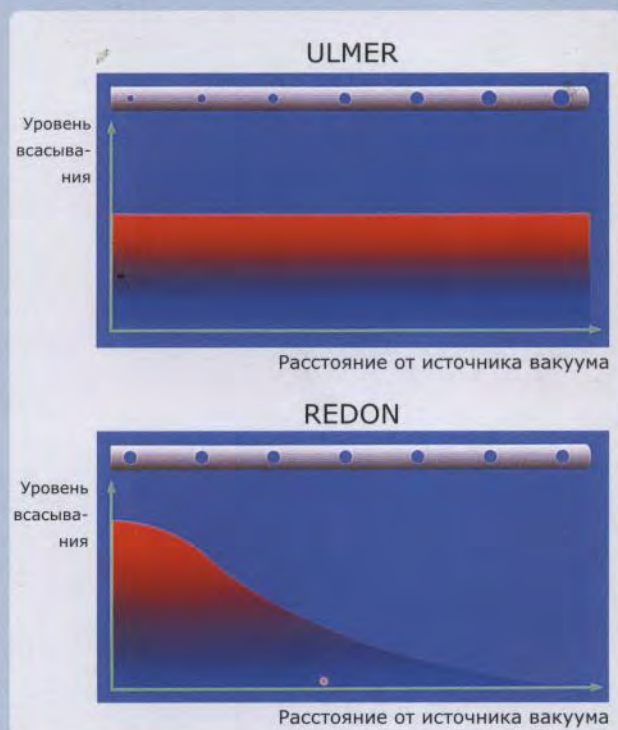 ULMER
Уровень
всасыва-
ния
Расстояние от источника вакуума
REDON
Уровень
всасыва-
ния
Расстояние от источника вакуума